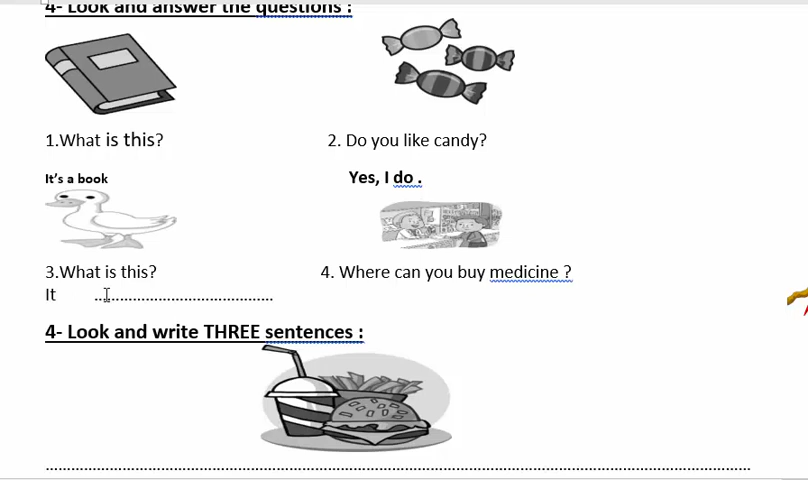 4- Look and answer the questions :
1.What is this?
2. Do you like candy?
It's a book
Yes, I do .
3.What is this?
4. Where can you buy medicine ?
It ..........................................
4- Look and write THREE sentences :
................................................................................................................................................